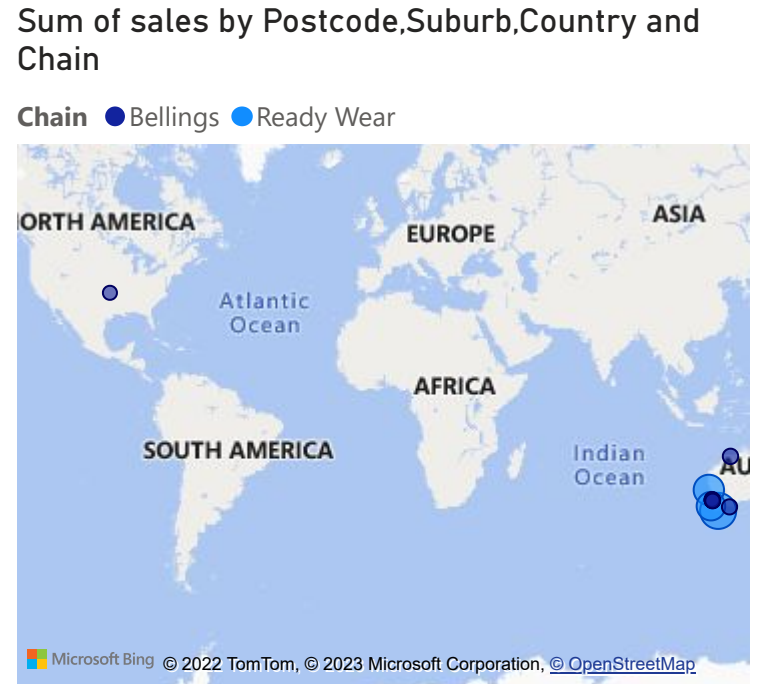 Sum of sales by Postcode,Suburb,Country and
Chain
Chain Bellings Ready Wear
ORTH AMERICA
ASIA
EUROPE
Atlantic
Ocean
AFRICA
SOUTH AMERICA
Indian
Ocean
AU
Microsoft Bing © 2022 TomTom, © 2023 Microsoft Corporation, © OpenStreetMap